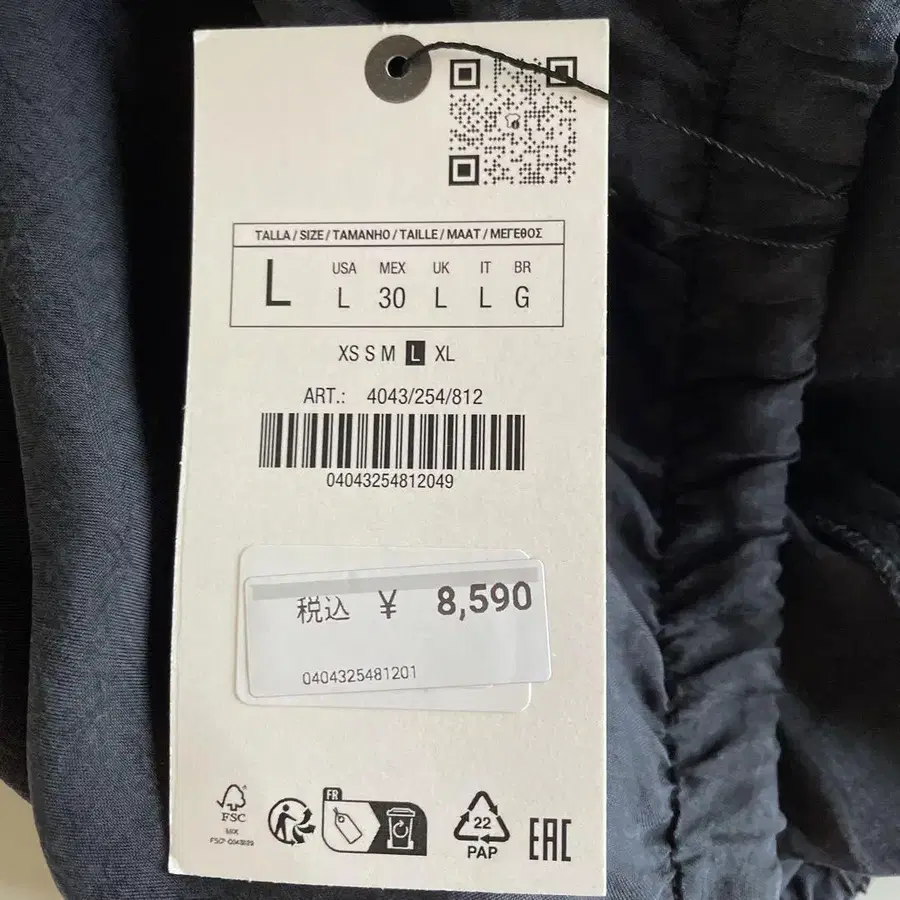 TALLA / SIZE / TAMANHO / TAILLE / MAAT / ΜΕΓΕΘΟΣ
USA MEX UK IT BR
L L 30 L L G
XS S M L XL
ART.: 4043/254/812
04043254812049
税込 ¥ 8,590
0404325481201
FR
FSC
MIX
22
PAP
EAC